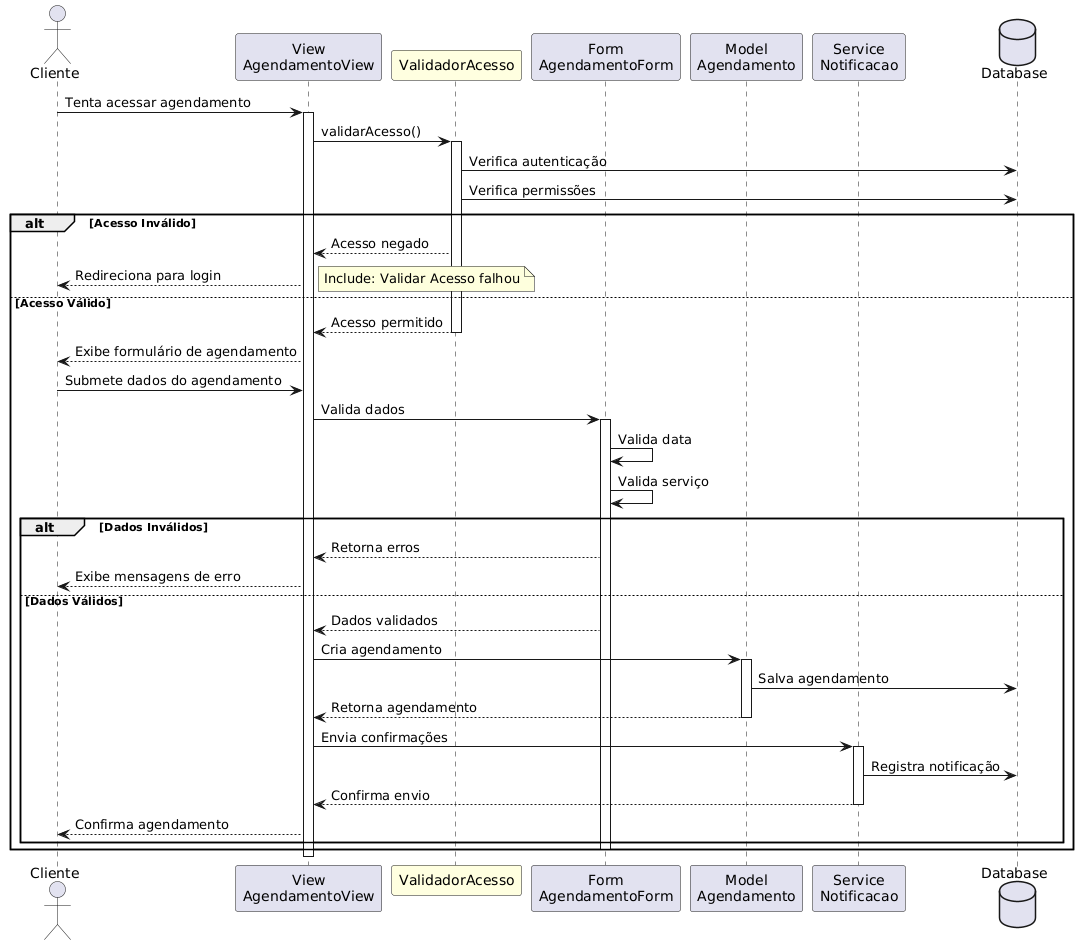 Cliente
View
AgendamentoView
ValidadorAcesso
Form
AgendamentoForm
Model
Agendamento
Service
Notificacao
Database
Tenta acessar agendamento
validarAcesso()
Verifica autenticação
Verifica permissões
alt [Acesso Inválido]
Acesso negado
Redireciona para login
Include: Validar Acesso falhou
[Acesso Válido]
Acesso permitido
Exibe formulário de agendamento
Submete dados do agendamento
Valida dados
Valida data
Valida serviço
alt [Dados Inválidos]
Retorna erros
Exibe mensagens de erro
[Dados Válidos]
Dados validados
Cria agendamento
Salva agendamento
Retorna agendamento
Envia confirmações
Registra notificação
Confirma envio
Confirma agendamento
Cliente
View
AgendamentoView
ValidadorAcesso
Form
AgendamentoForm
Model
Agendamento
Service
Notificacao
Database